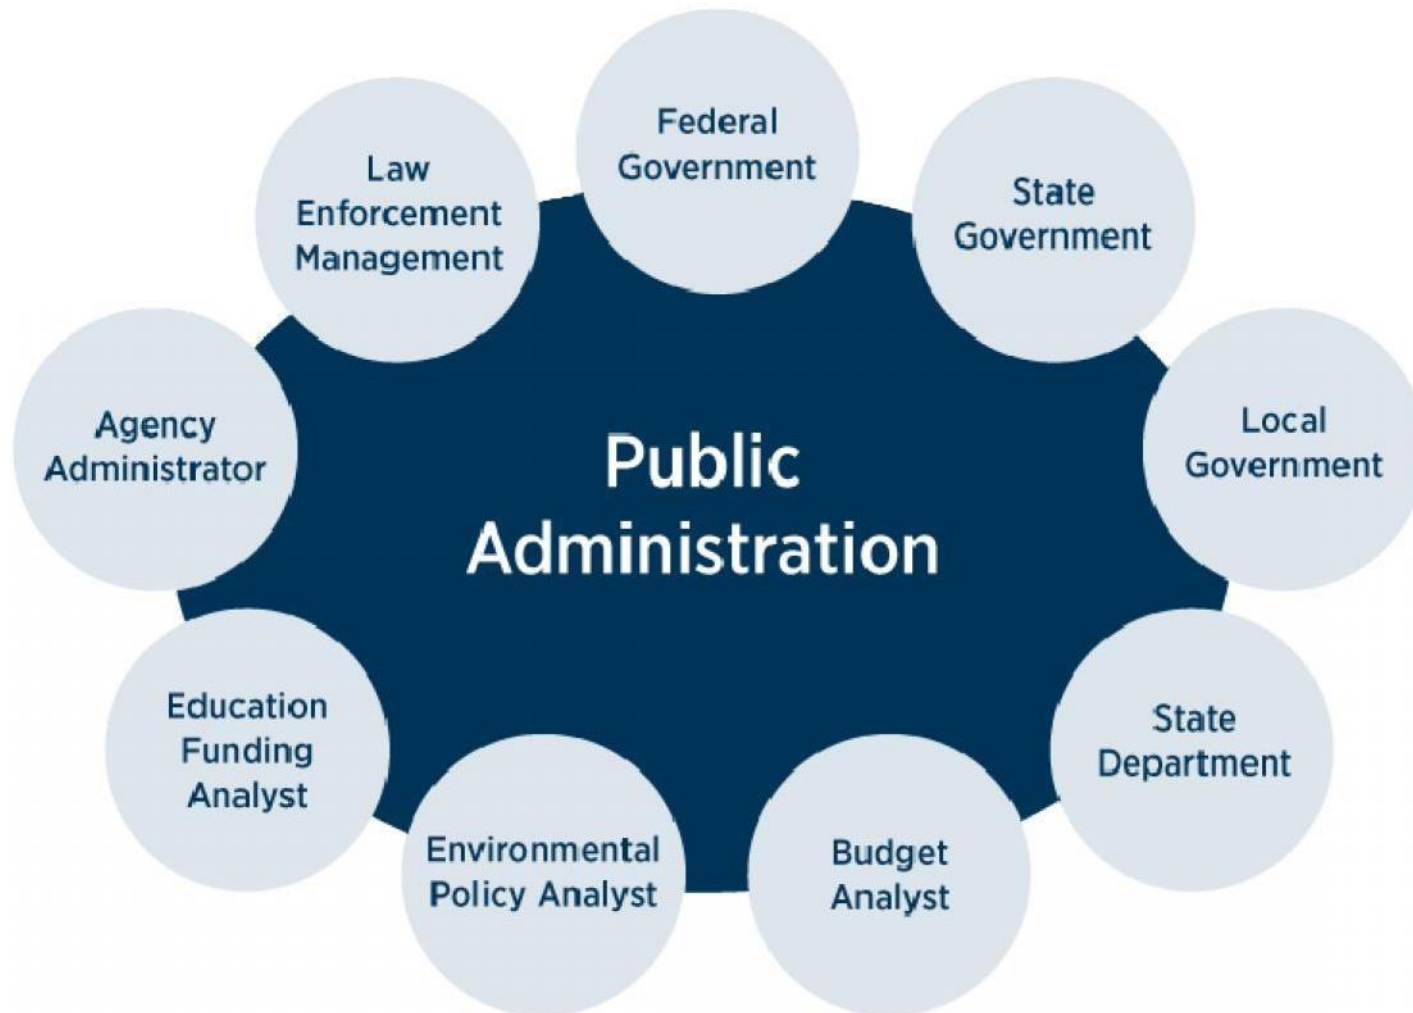 Federal
Government
State
Government
Local
Government
State
Department
Budget
Analyst
Environmental
Policy Analyst
Education
Funding
Analyst
Agency
Administrator
Law
Enforcement
Management
Public
Administration